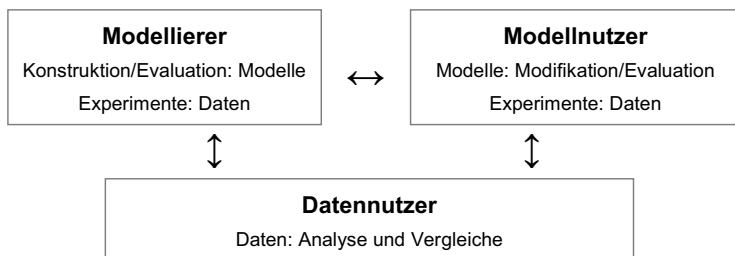 Modellierer
Konstruktion/Evaluation: Modelle
Experimente: Daten
Modellnutzer
Modelle: Modifikation/Evaluation
Experimente: Daten
Datennutzer
Daten: Analyse und Vergleiche